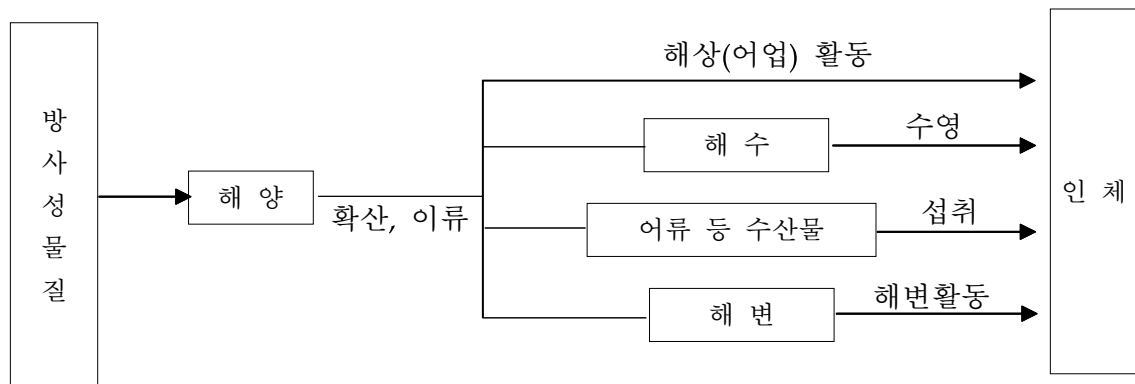 방사성물질
해 양
확산, 이류
해상(어업) 활동
해 수
수영
어류 등 수산물
섭취
해 변
해변활동
인 체